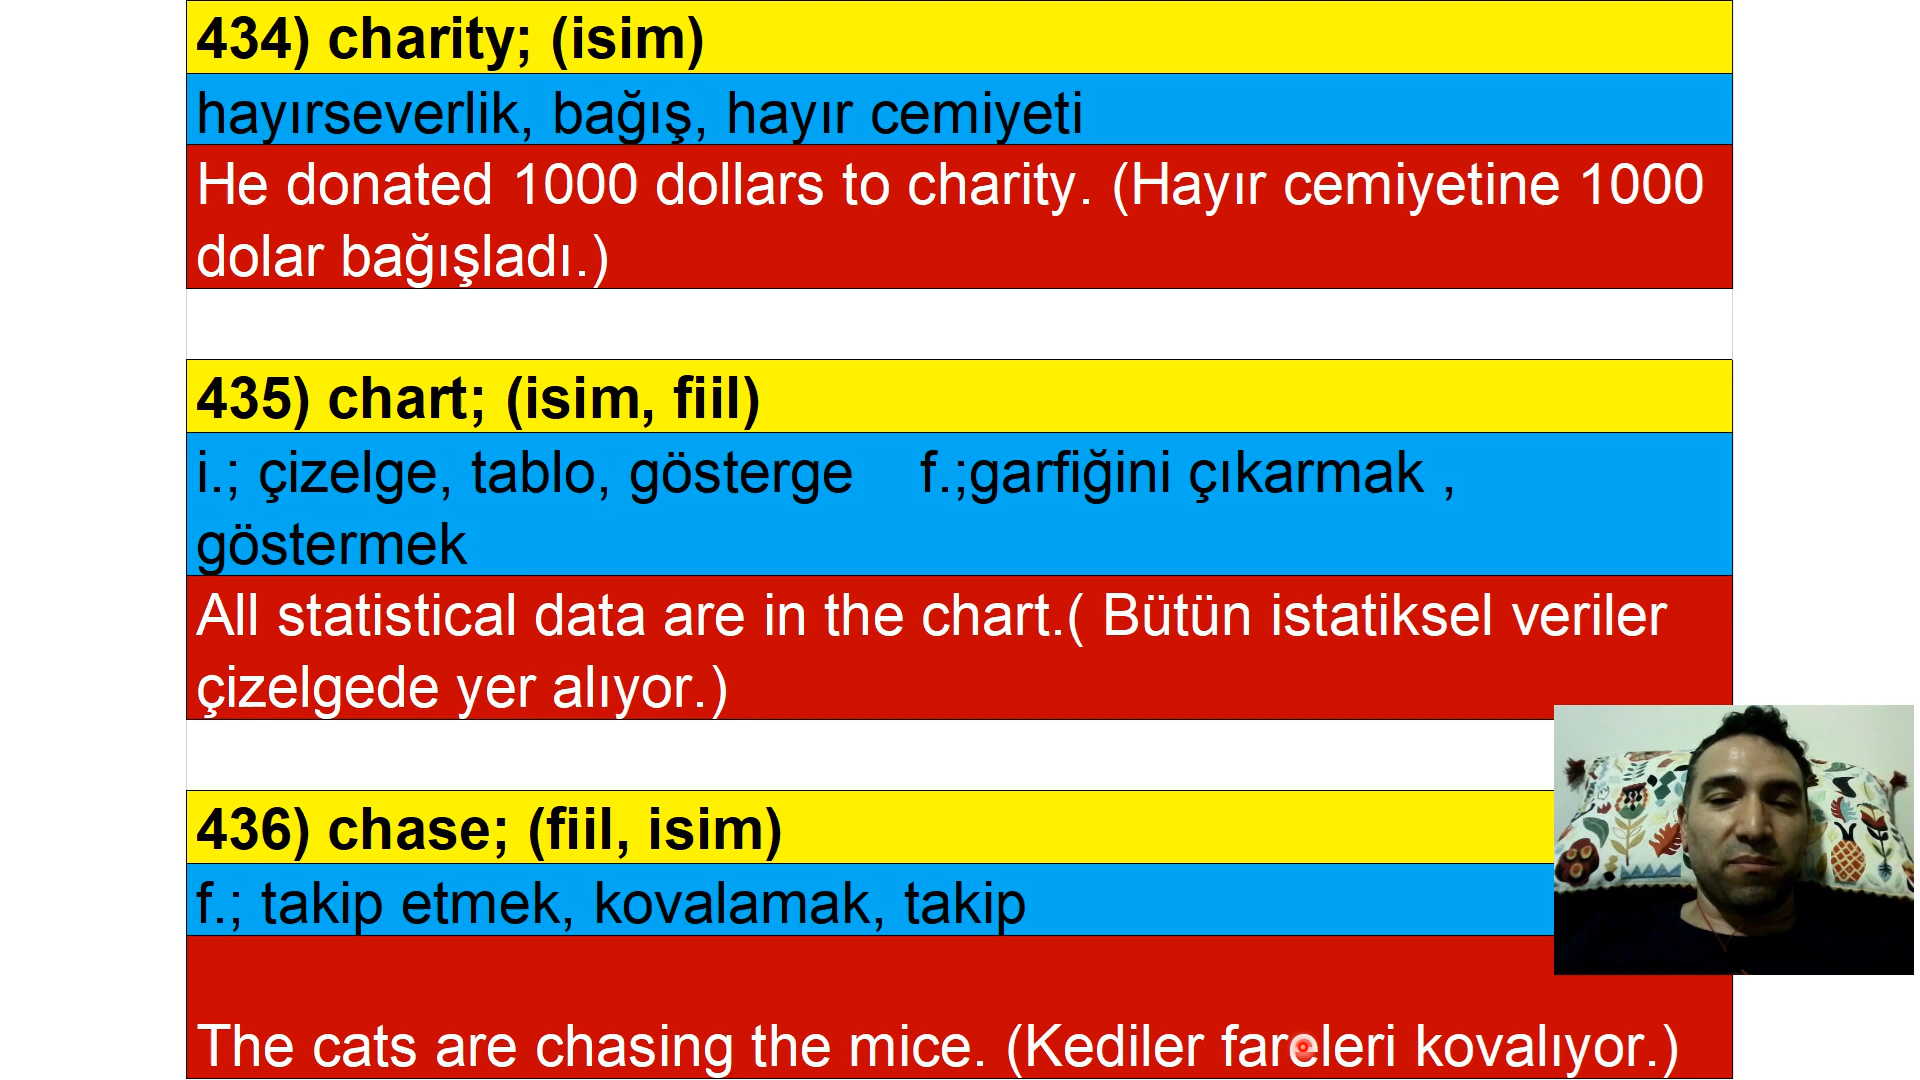 434) charity; (isim)
hayırseverlik, bağış, hayır cemiyeti
He donated 1000 dollars to charity. (Hayır cemiyetine 1000
dolar bağışladı.)
435) chart; (isim, fiil)
i.; çizelge, tablo, gösterge f.;garfiğini çıkarmak ,
göstermek
All statistical data are in the chart.( Bütün istatiksel veriler
çizelgede yer alıyor.)
436) chase; (fiil, isim)
f.; takip etmek, kovalamak, takip
The cats are chasing the mice. (Kediler fareleri kovalıyor.)